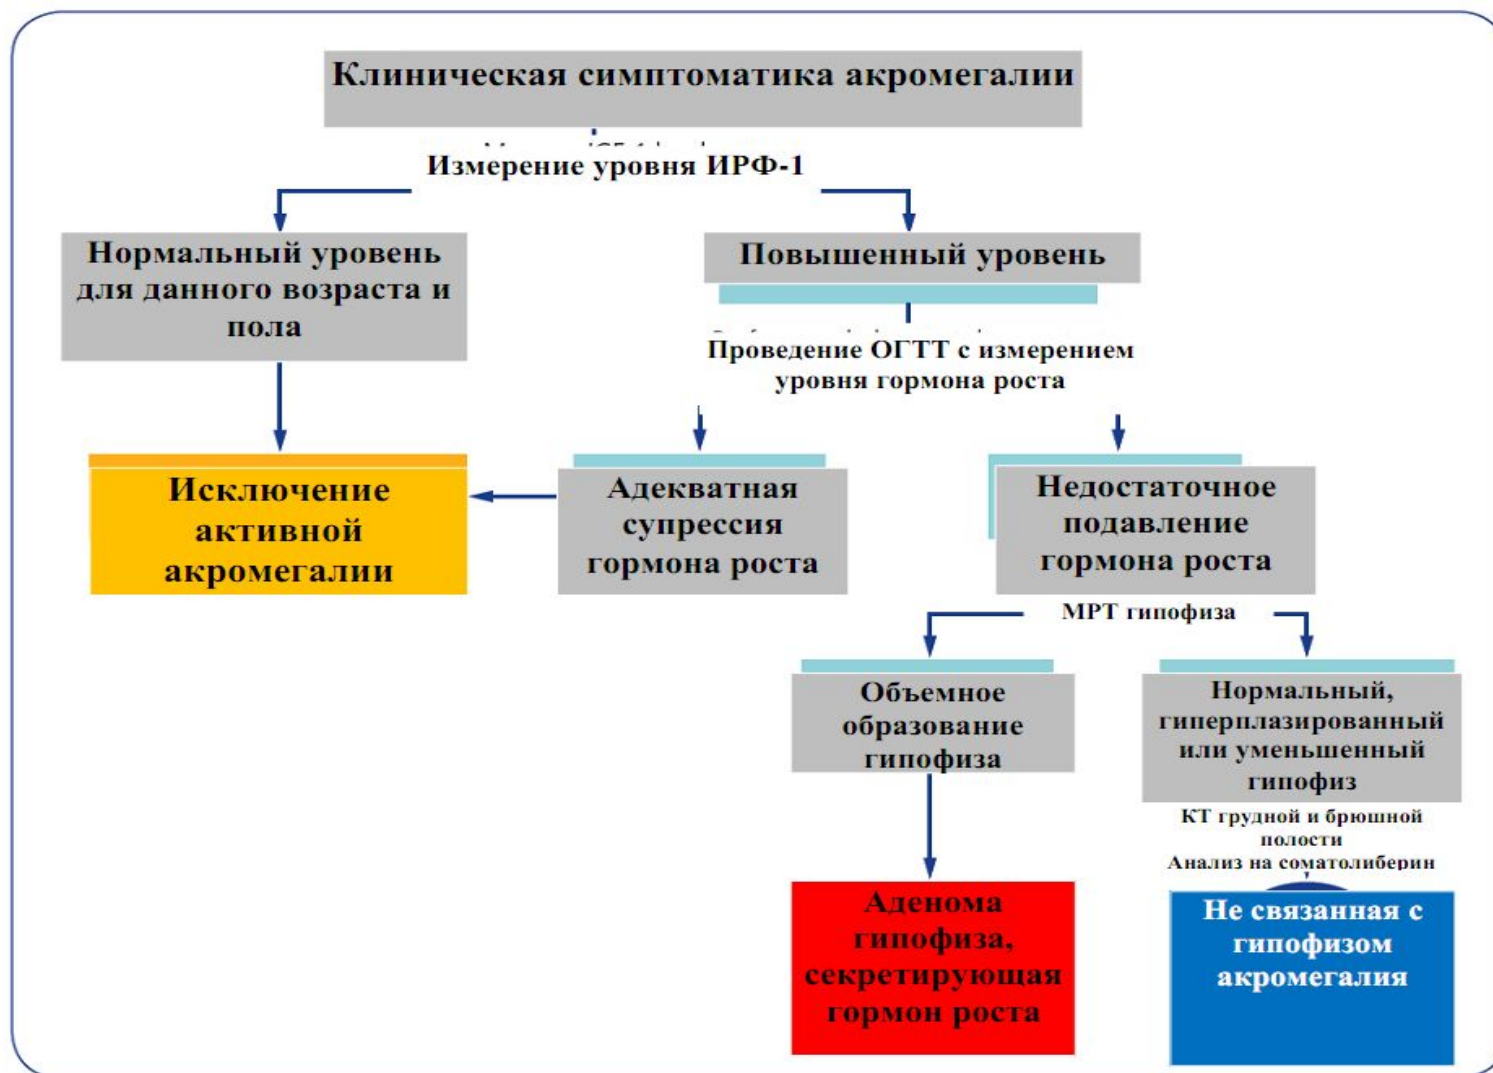 Клиническая симптоматика акромегалии
Измерение уровня ИРФ-1
Нормальный уровень
для данного возраста и
пола
Повышенный уровень
Проведение ОГТТ с измерением
уровня гормона роста
Исключение
активной
акромегалии
Адекватная
супрессия
гормона роста
Недостаточное
подавление
гормона роста
МРТ гипофиза
Объемное
образование
гипофиза
Нормальный,
гиперплазированный
или уменьшенный
гипофиз
КТ грудной и брюшной
полости
Анализ на соматолиберин
Аденома
гипофиза,
секретирующая
гормон роста
Не связанная с
гипофизом
акромегалия